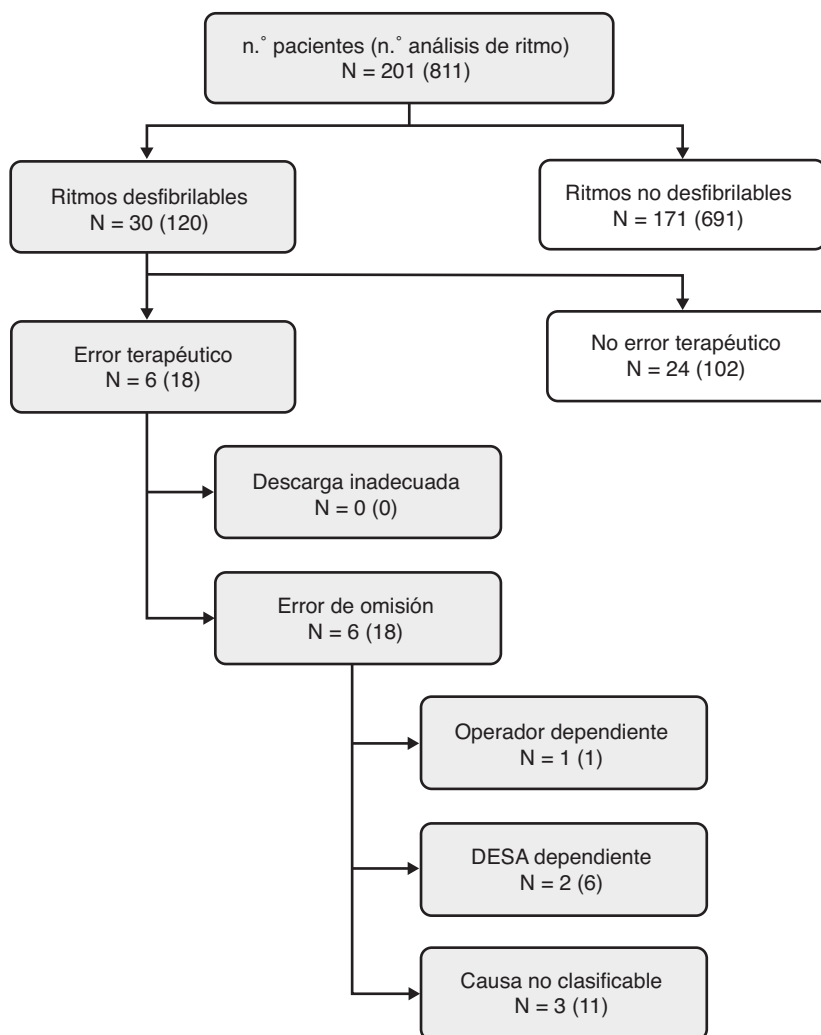 n.° pacientes (n.° análisis de ritmo)
N = 201 (811)
Ritmos desfibrilables
N = 30 (120)
Ritmos no desfibrilables
N = 171 (691)
Error terapéutico
N = 6 (18)
No error terapéutico
N = 24 (102)
Descarga inadecuada
N = 0 (0)
Error de omisión
N = 6 (18)
Operador dependiente
N = 1 (1)
DESA dependiente
N = 2 (6)
Causa no clasificable
N = 3 (11)